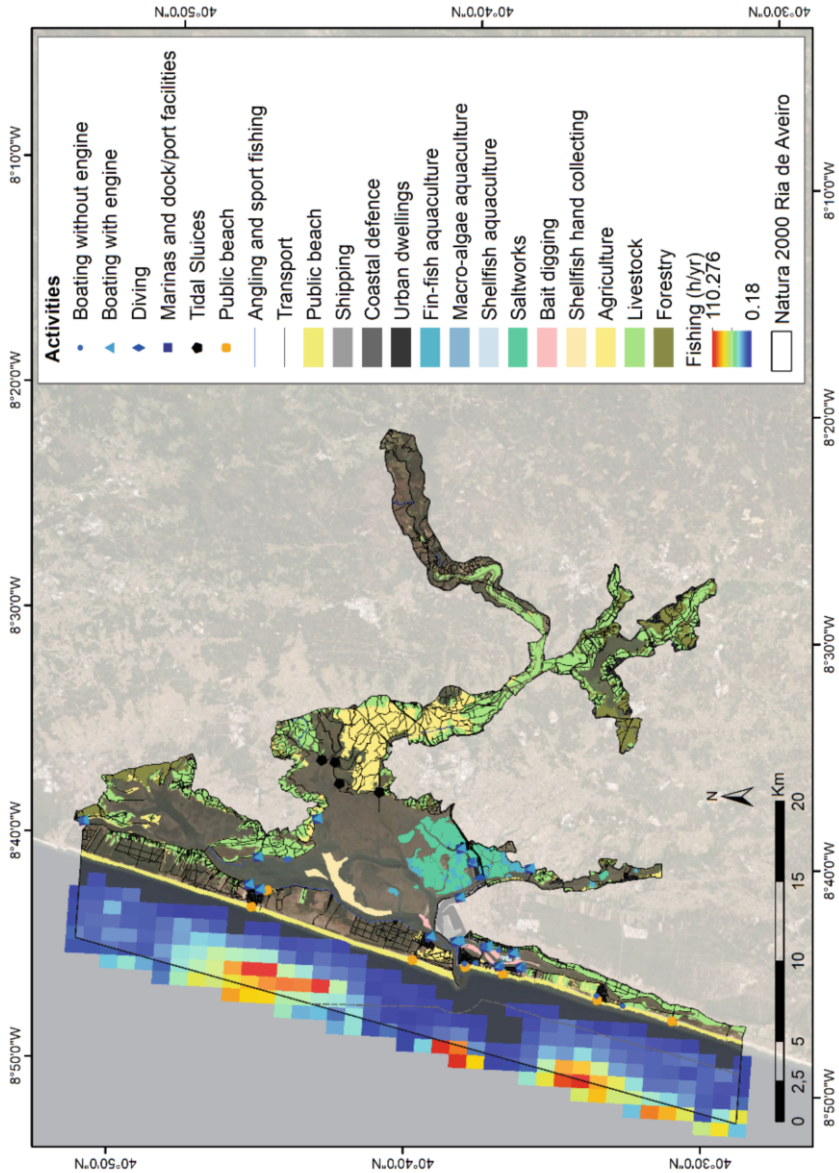 8°50'0"W 8°40'0"W 8°30'0"W 8°20'0"W 8°10'0"W
40°50'0"N
40°50'0"N
40°40'0"N
40°40'0"N
40°30'0"N
40°30'0"N
Activities
Boating without engine
Boating with engine
Diving
Marinas and dock/port facilities
Tidal Sluices
Public beach
Angling and sport fishing
Transport
Public beach
Shipping
Coastal defence
Urban dwellings
Fin-fish aquaculture
Macro-algae aquaculture
Shellfish aquaculture
Saltworks
Bait digging
Shellfish hand collecting
Agriculture
Livestock
Forestry
Fishing (h/yr)
110.276
0.18
Natura 2000 Ria de Aveiro
N
0 2,5 5 10 15 20
Km
8°50'0"W 8°40'0"W 8°30'0"W 8°20'0"W 8°10'0"W